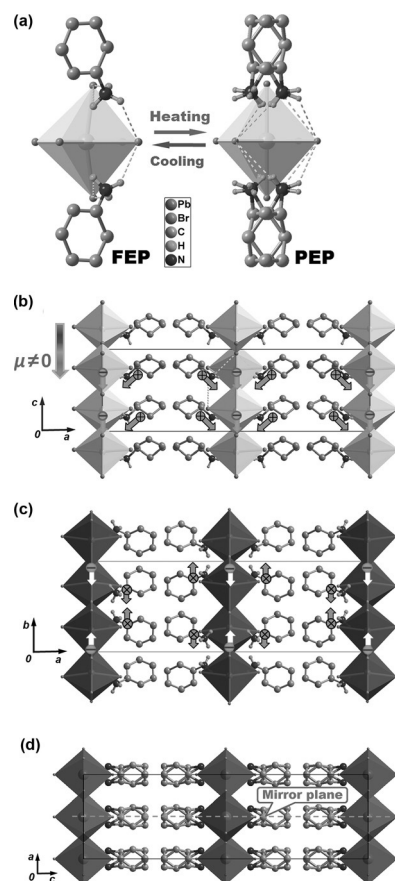 (a)
Heating
Cooling
Pb
Br
C
H
N
FEP
PEP
(b)
μ≠0
c
0 a
(c)
b
0 a
(d)
Mirror plane
a
0 c